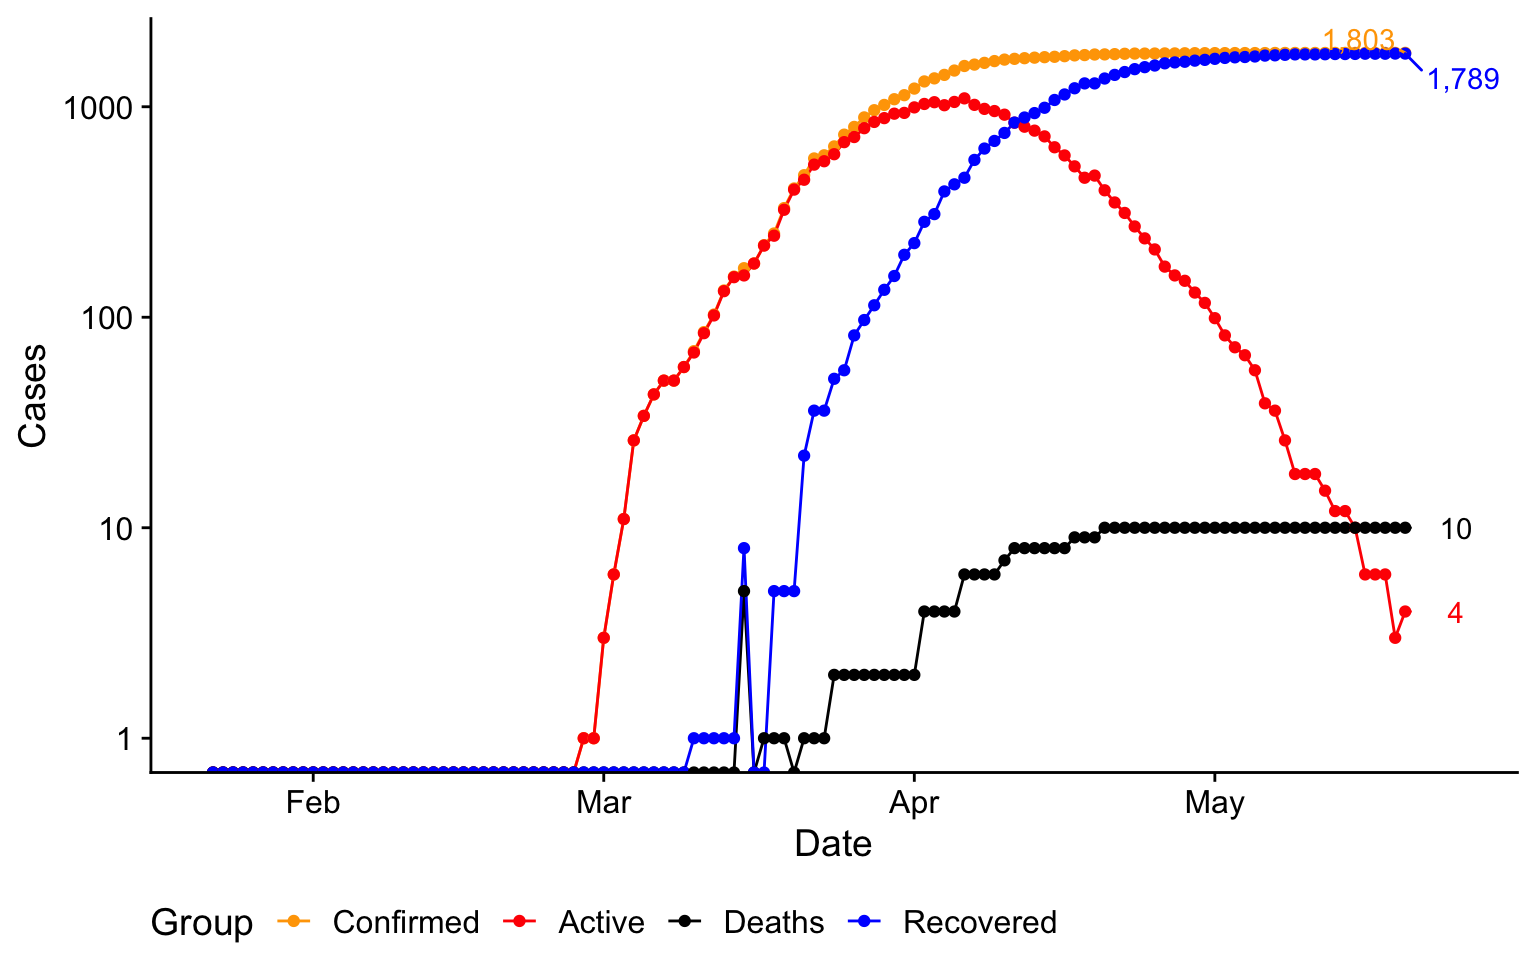 1,803
1,789
1000
100
10
1
10
4
Cases
Feb Mar Apr May
Date
Group Confirmed Active Deaths Recovered